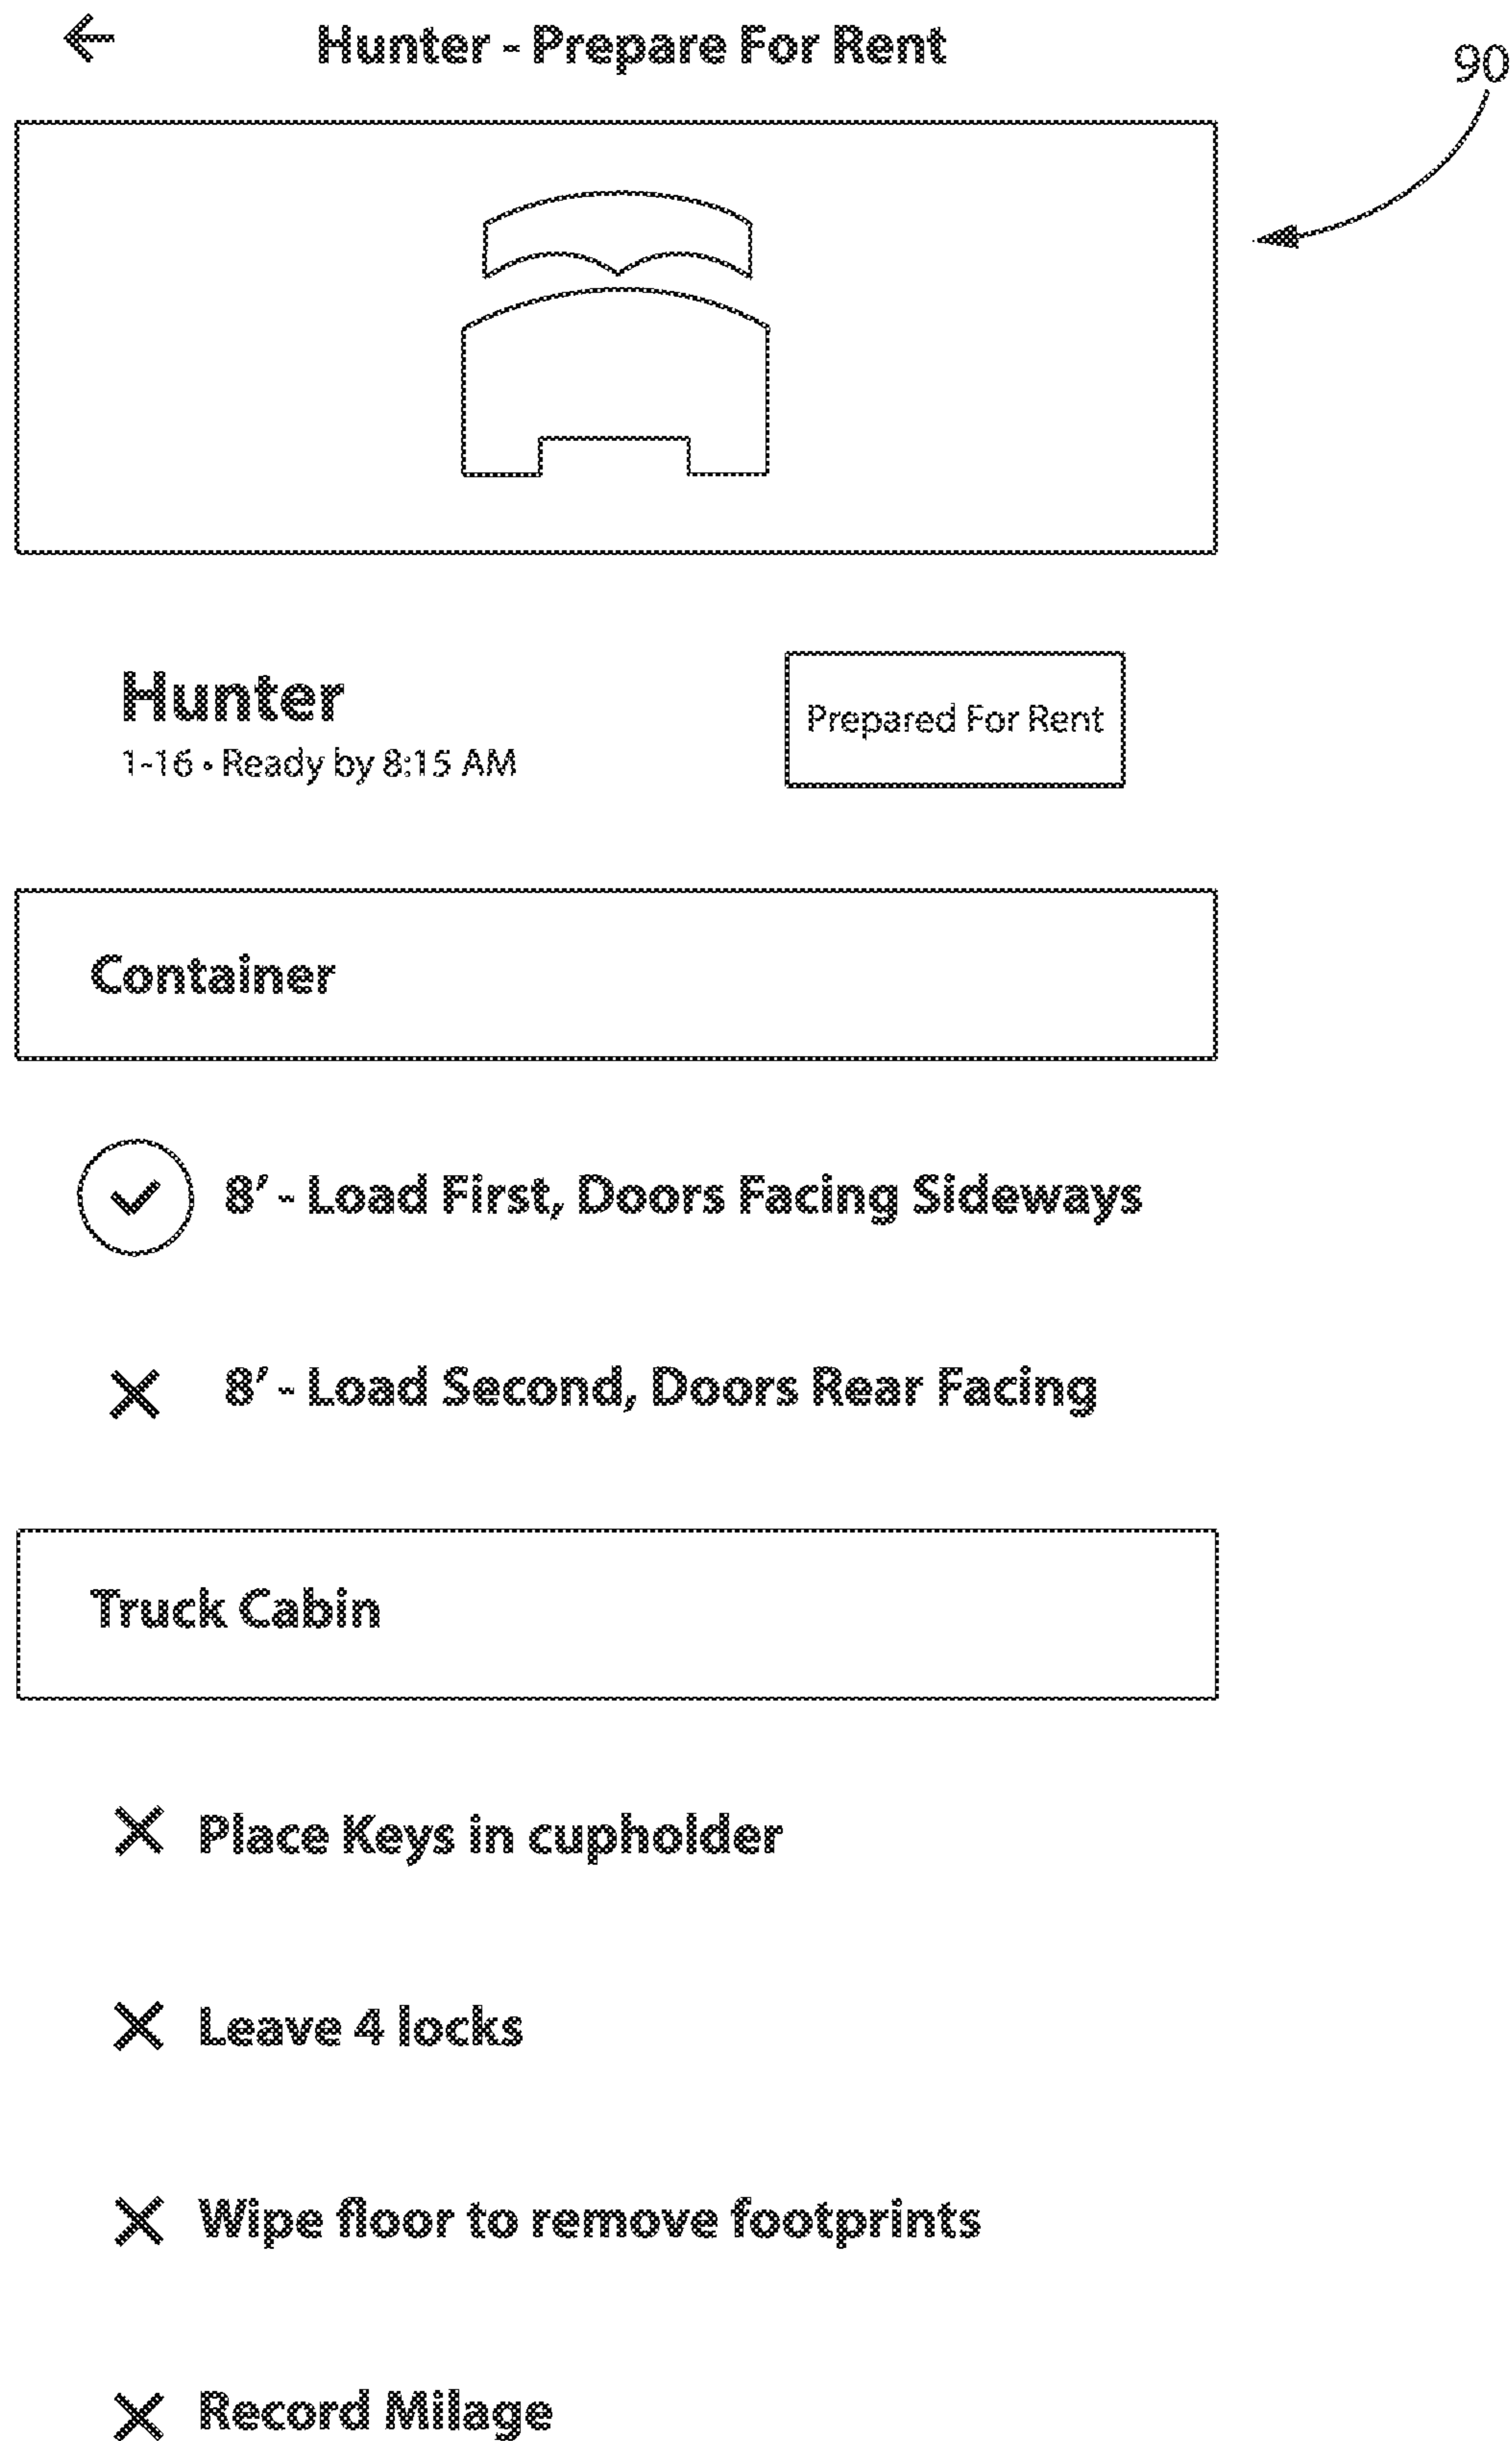 Hunter - Prepare For Rent
90
Hunter
1-16 • Ready by 8:15 AM
Prepared For Rent
Container
8' - Load First, Doors Facing Sideways
8' - Load Second, Doors Rear Facing
Truck Cabin
Place Keys in cupholder
Leave 4 locks
Wipe floor to remove footprints
Record Milage